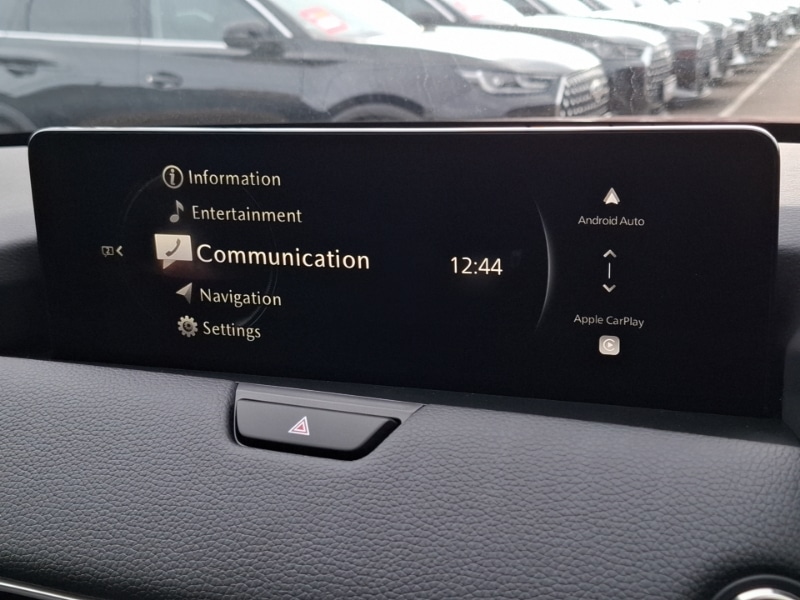 Information
Entertainment
Communication
Navigation
Settings
12:44
Android Auto
Apple CarPlay